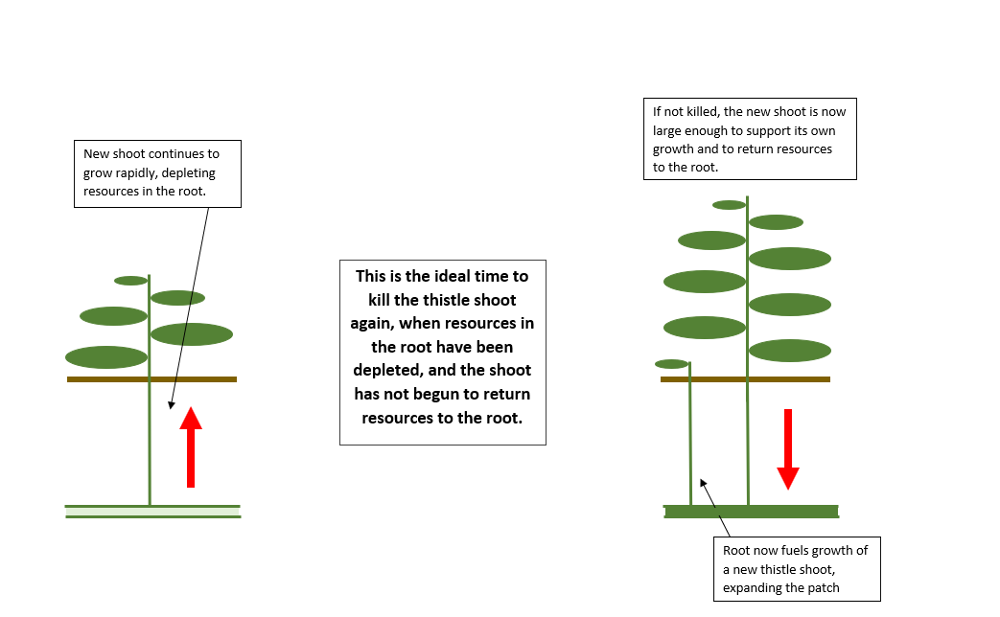 New shoot continues to
grow rapidly, depleting
resources in the root.
This is the ideal time to
kill the thistle shoot
again, when resources in
the root have been
depleted, and the shoot
has not begun to return
resources to the root.
If not killed, the new shoot is now
large enough to support its own
growth and to return resources
to the root.
Root now fuels growth of
a new thistle shoot,
expanding the patch